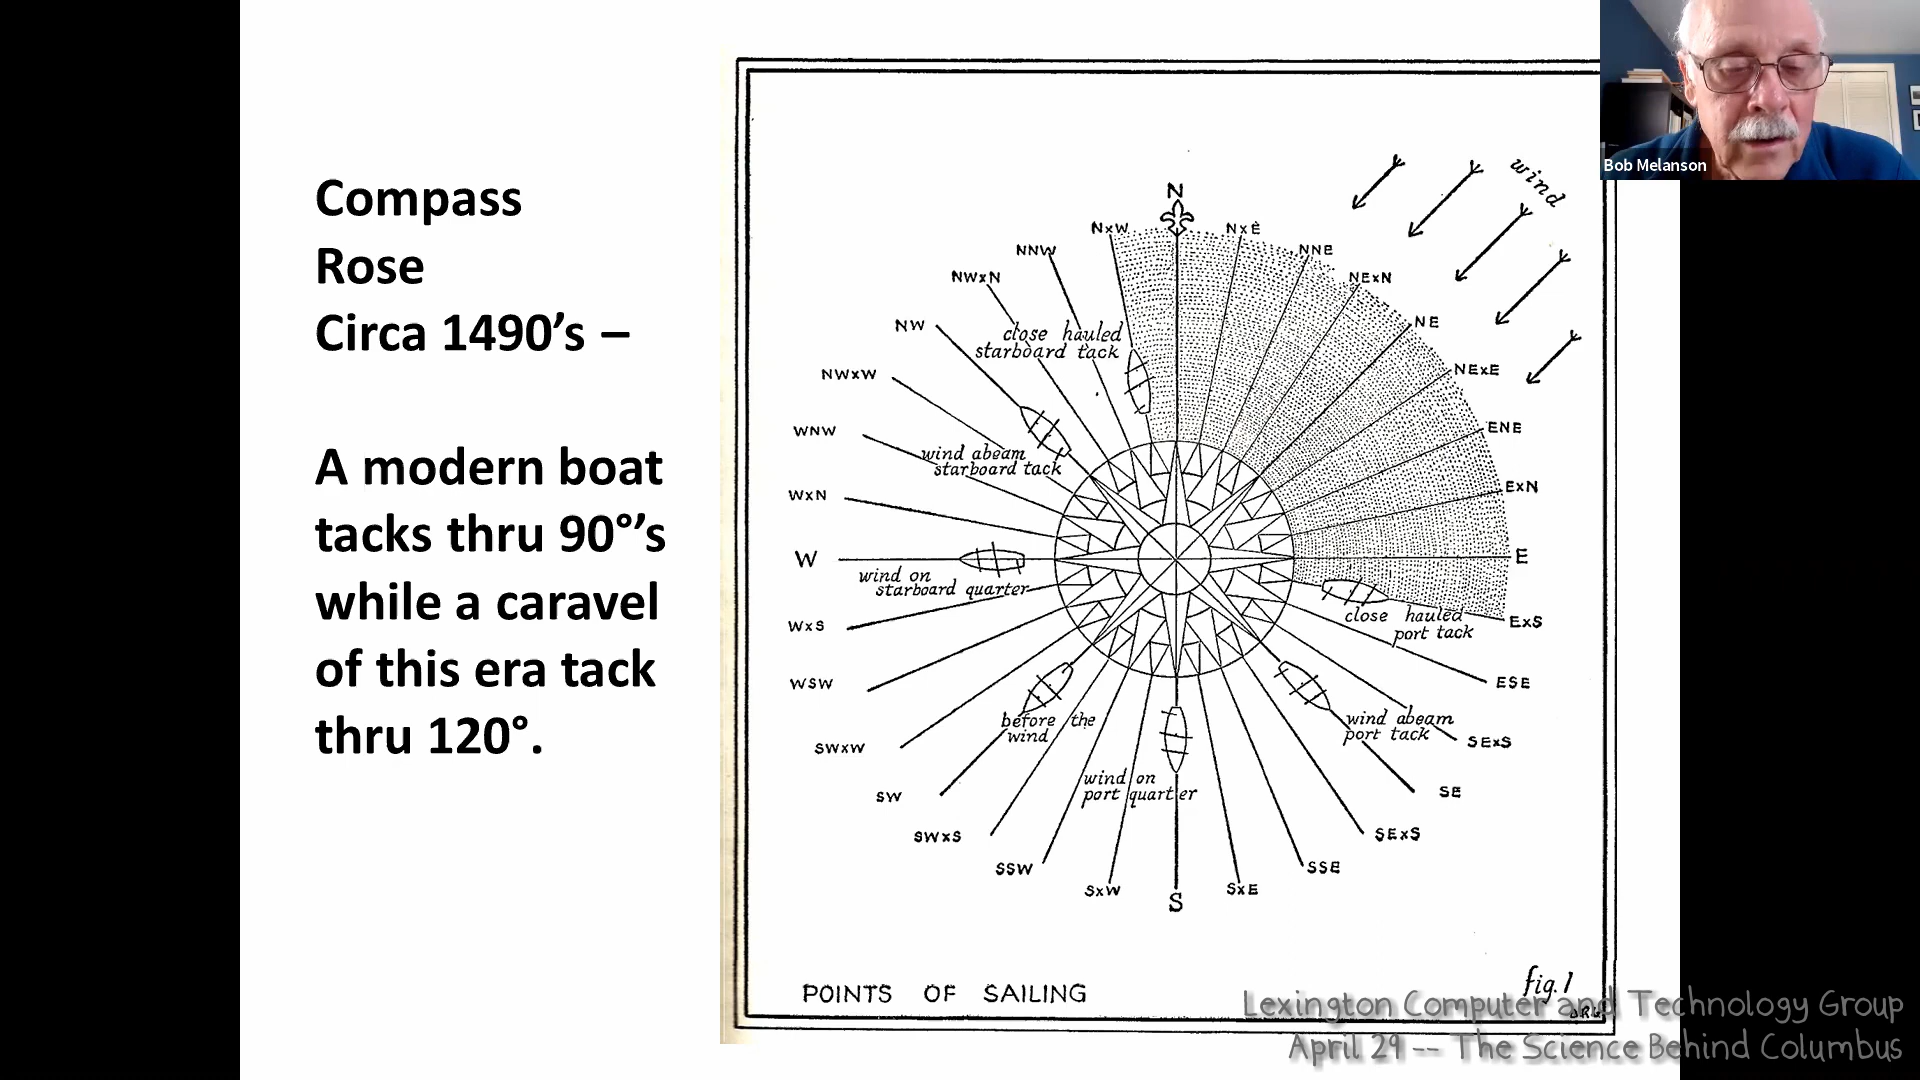 Compass
Rose
Circa 1490’s –
A modern boat
tacks thru 90°’s
while a caravel
of this era tack
thru 120°.
Bob Melanson
wind
N
NxW
NxE
NNW
NNE
NWxN
NExN
NW
NE
close hauled
starboard tack
NWxW
NExE
WNW
ENE
wind abeam
starboard tack
WxN
ExN
W
E
wind on
starboard quarter
close hauled
port tack
WxS
ExS
WSW
ESE
before the
wind
wind abeam
port tack
SWxW
SExS
wind on
port quarter
SW
SE
SWxS
SExS
SSW
SSE
SxW
SxE
S
POINTS OF SAILING
fig. 1
DRG
Lexington Computer and Technology Group
April 29 -- The Science Behind Columbus